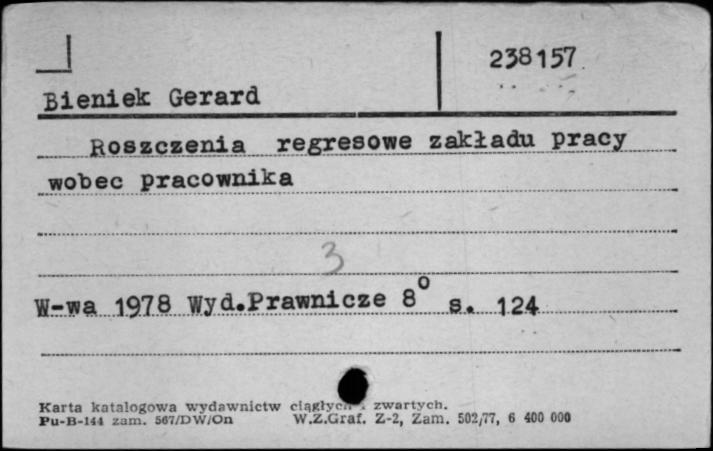 238157
Bieniek Gerard
Roszczenia regresowe zakładu pracy
wobec pracownika
3
W-wa 1978 Wyd.Prawnicze 8° s. 124
Karta katalogowa wydawnictw ciągłych i zwartych.
Pu-B-144 zam. 567/DW/On W.Z.Graf. Z-2, Zam. 502/77, 6 400 000